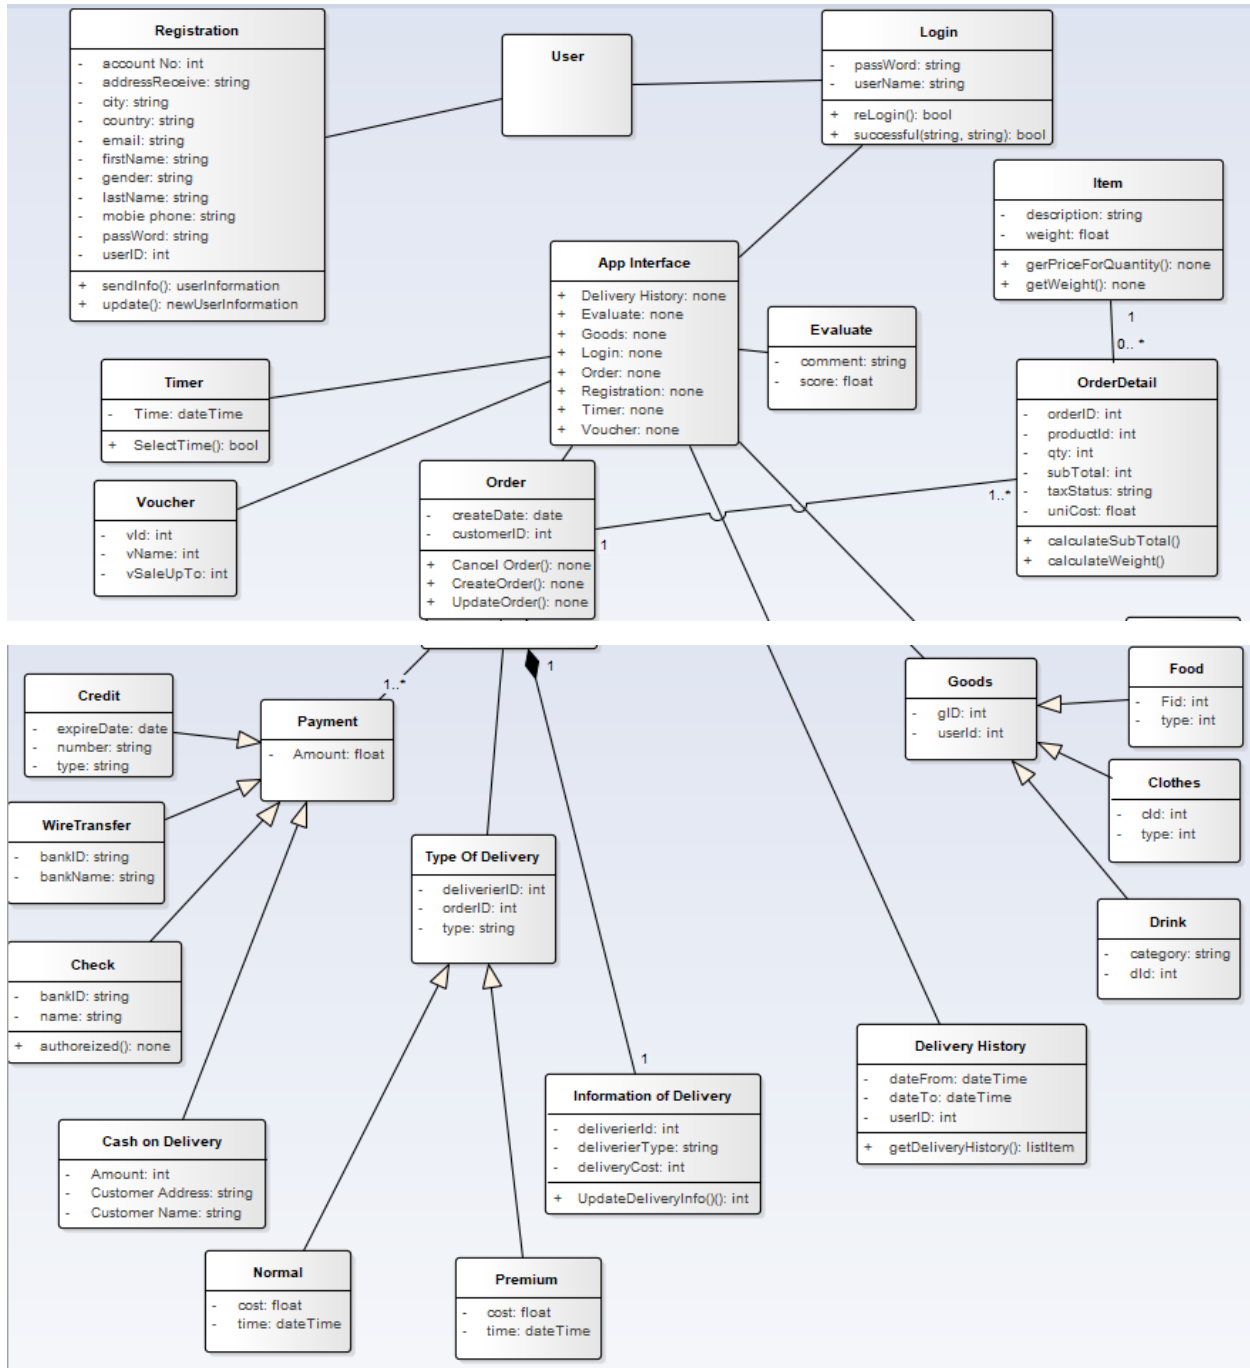 Registration
- account No: int
- addressReceive: string
- city: string
- country: string
- email: string
- firstName: string
- gender: string
- lastName: string
- mobie phone: string
- passWord: string
- userID: int
+ sendInfo(): userInformation
+ update(): newUserInformation
User
Login
- passWord: string
- userName: string
+ reLogin(): bool
+ successful(string, string): bool
Item
- description: string
- weight: float
+ gerPriceForQuantity(): none
+ getWeight(): none
1
0.. *
App Interface
+ Delivery History: none
+ Evaluate: none
+ Goods: none
+ Login: none
+ Order: none
+ Registration: none
+ Timer: none
+ Voucher: none
Evaluate
- comment: string
- score: float
Timer
- Time: dateTime
+ SelectTime(): bool
OrderDetail
- orderID: int
- productId: int
- qty: int
- subTotal: int
- taxStatus: string
- uniCost: float
+ calculateSubTotal()
+ calculateWeight()
Voucher
- vId: int
- vName: int
- vSaleUpTo: int
Order
- createDate: date
- customerID: int
+ Cancel Order(): none
+ CreateOrder(): none
+ UpdateOrder(): none
1..*
1
1..*
1
Credit
- expireDate: date
- number: string
- type: string
Payment
- Amount: float
Goods
- gID: int
- userId: int
Food
- Fid: int
- type: int
Clothes
- cId: int
- type: int
WireTransfer
- bankID: string
- bankName: string
Type Of Delivery
- deliverierID: int
- orderID: int
- type: string
Drink
- category: string
- dId: int
Check
- bankID: string
- name: string
+ authoreized(): none
Delivery History
- dateFrom: dateTime
- dateTo: dateTime
- userID: int
+ getDeliveryHistory(): listItem
1
Information of Delivery
- deliverierId: int
- deliverierType: string
- deliveryCost: int
+ UpdateDeliveryInfo()(): int
Cash on Delivery
- Amount: int
- Customer Address: string
- Customer Name: string
Normal
- cost: float
- time: dateTime
Premium
- cost: float
- time: dateTime